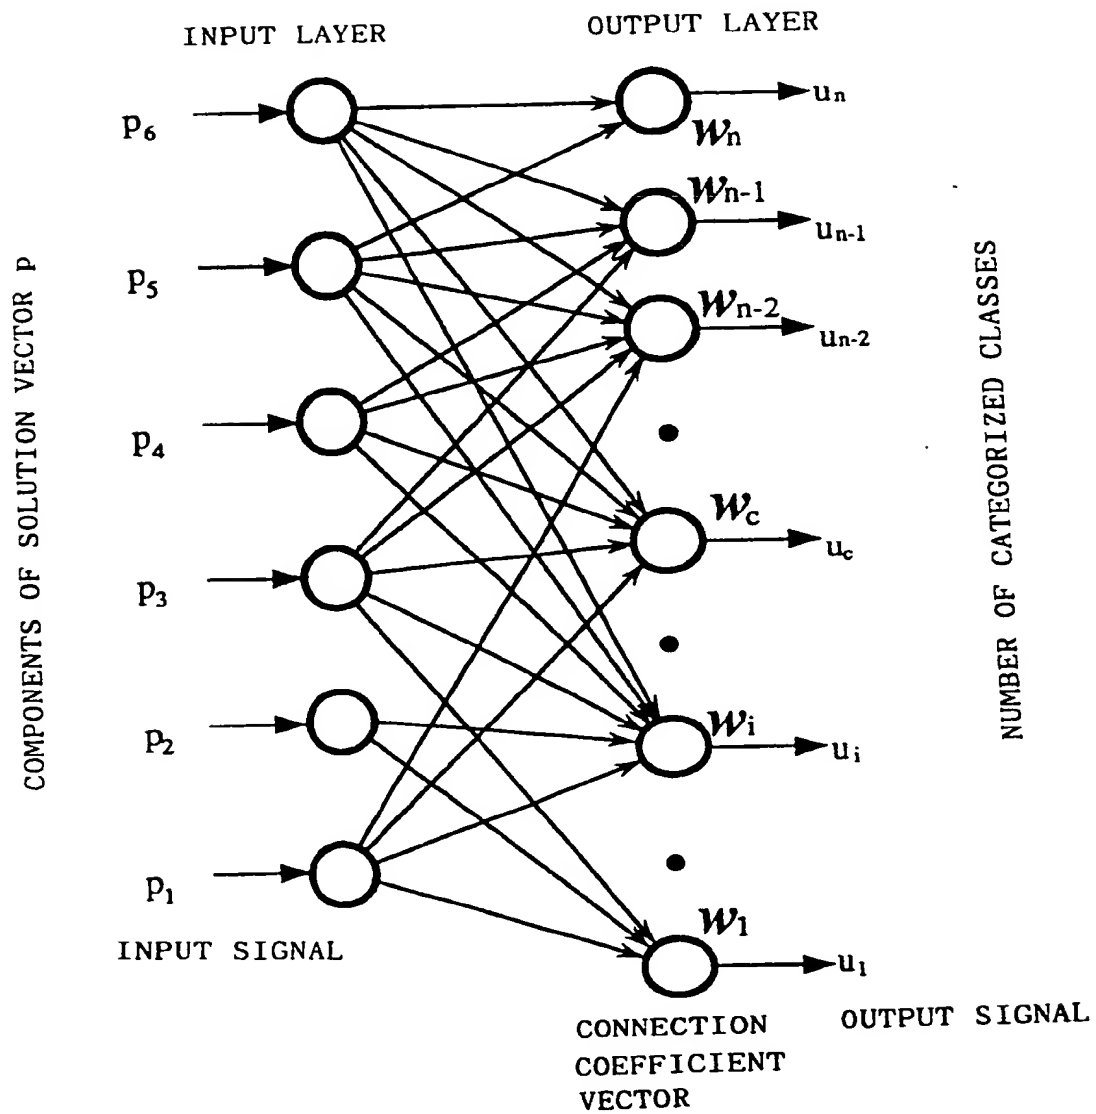 INPUT LAYER
OUTPUT LAYER
p₆
uₙ
Wₙ
Wₙ₋₁
p₅
uₙ₋₁
Wₙ₋₂
uₙ₋₂
p₄
W꜀
u꜀
p₃
Wᵢ
p₂
uᵢ
p₁
W₁
INPUT SIGNAL
u₁
CONNECTION
COEFFICIENT
VECTOR
OUTPUT SIGNAL
COMPONENTS OF SOLUTION VECTOR p
NUMBER OF CATEGORIZED CLASSES